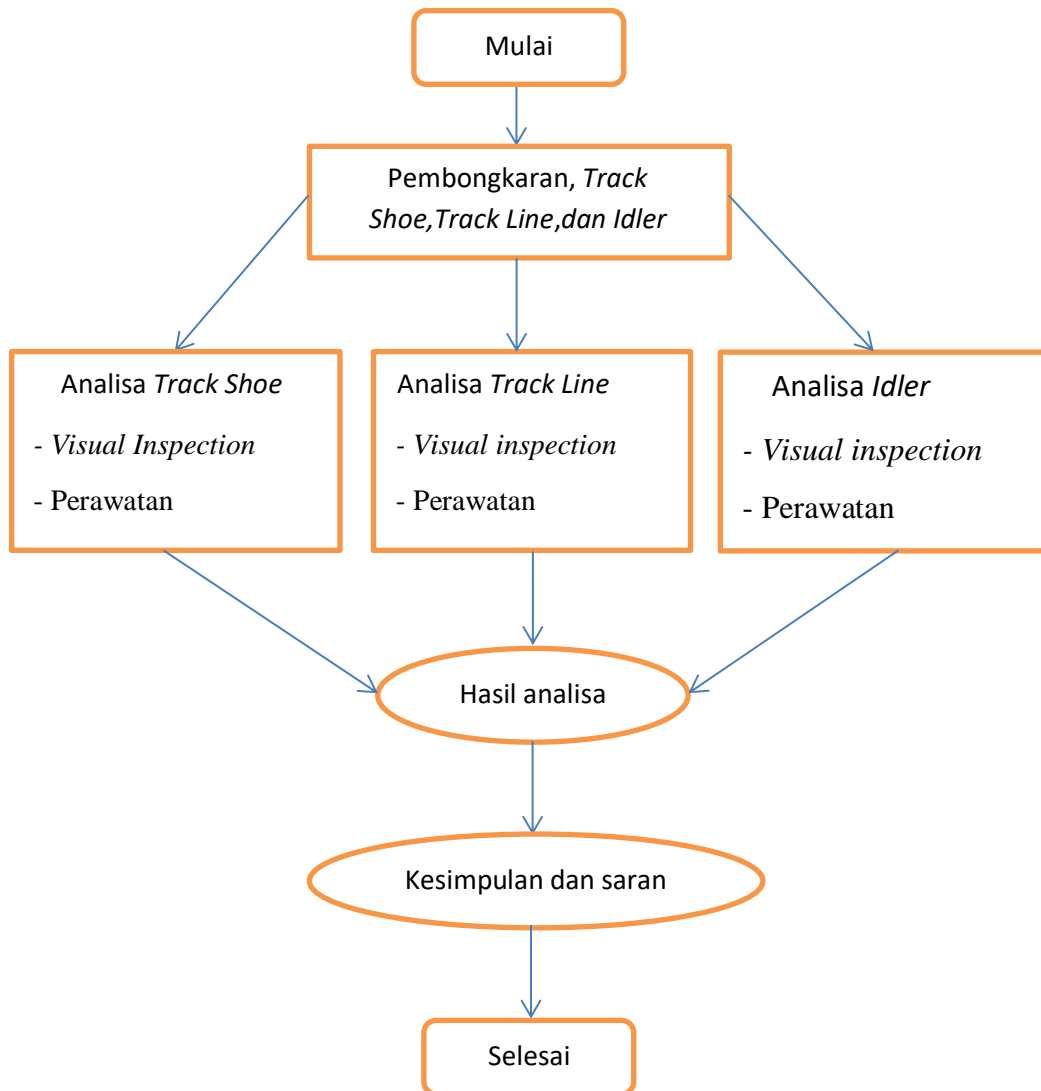 Mulai
Pembongkaran, Track
Shoe,Track Line,dan Idler
Analisa Track Shoe
- Visual Inspection
- Perawatan
Analisa Track Line
- Visual inspection
- Perawatan
Analisa Idler
- Visual inspection
- Perawatan
Hasil analisa
Kesimpulan dan saran
Selesai